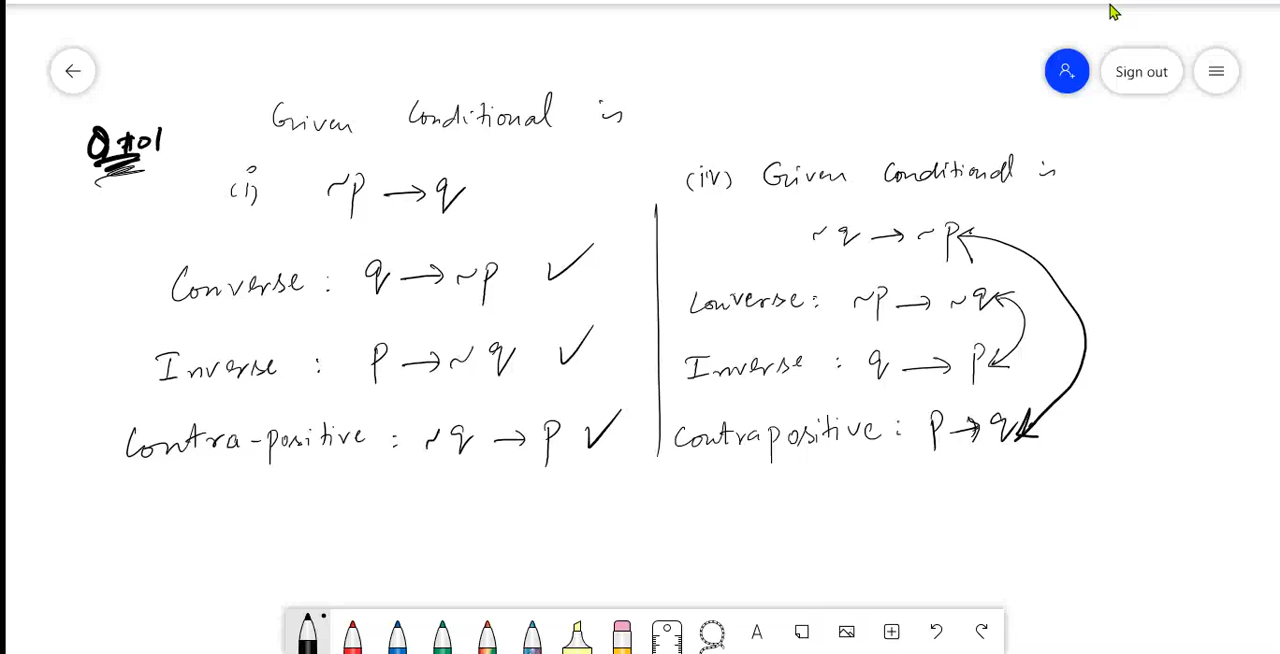 Sign out
Q#01
Given Conditional is
(i) ~p → q
Converse : q → ~p ✓
Inverse : p → ~q ✓
Contra-positive : ~q → p ✓
(iv) Given Conditional is
~q → ~p
Converse : ~p → ~q
Inverse : q → p
Contrapositive : p → q
A